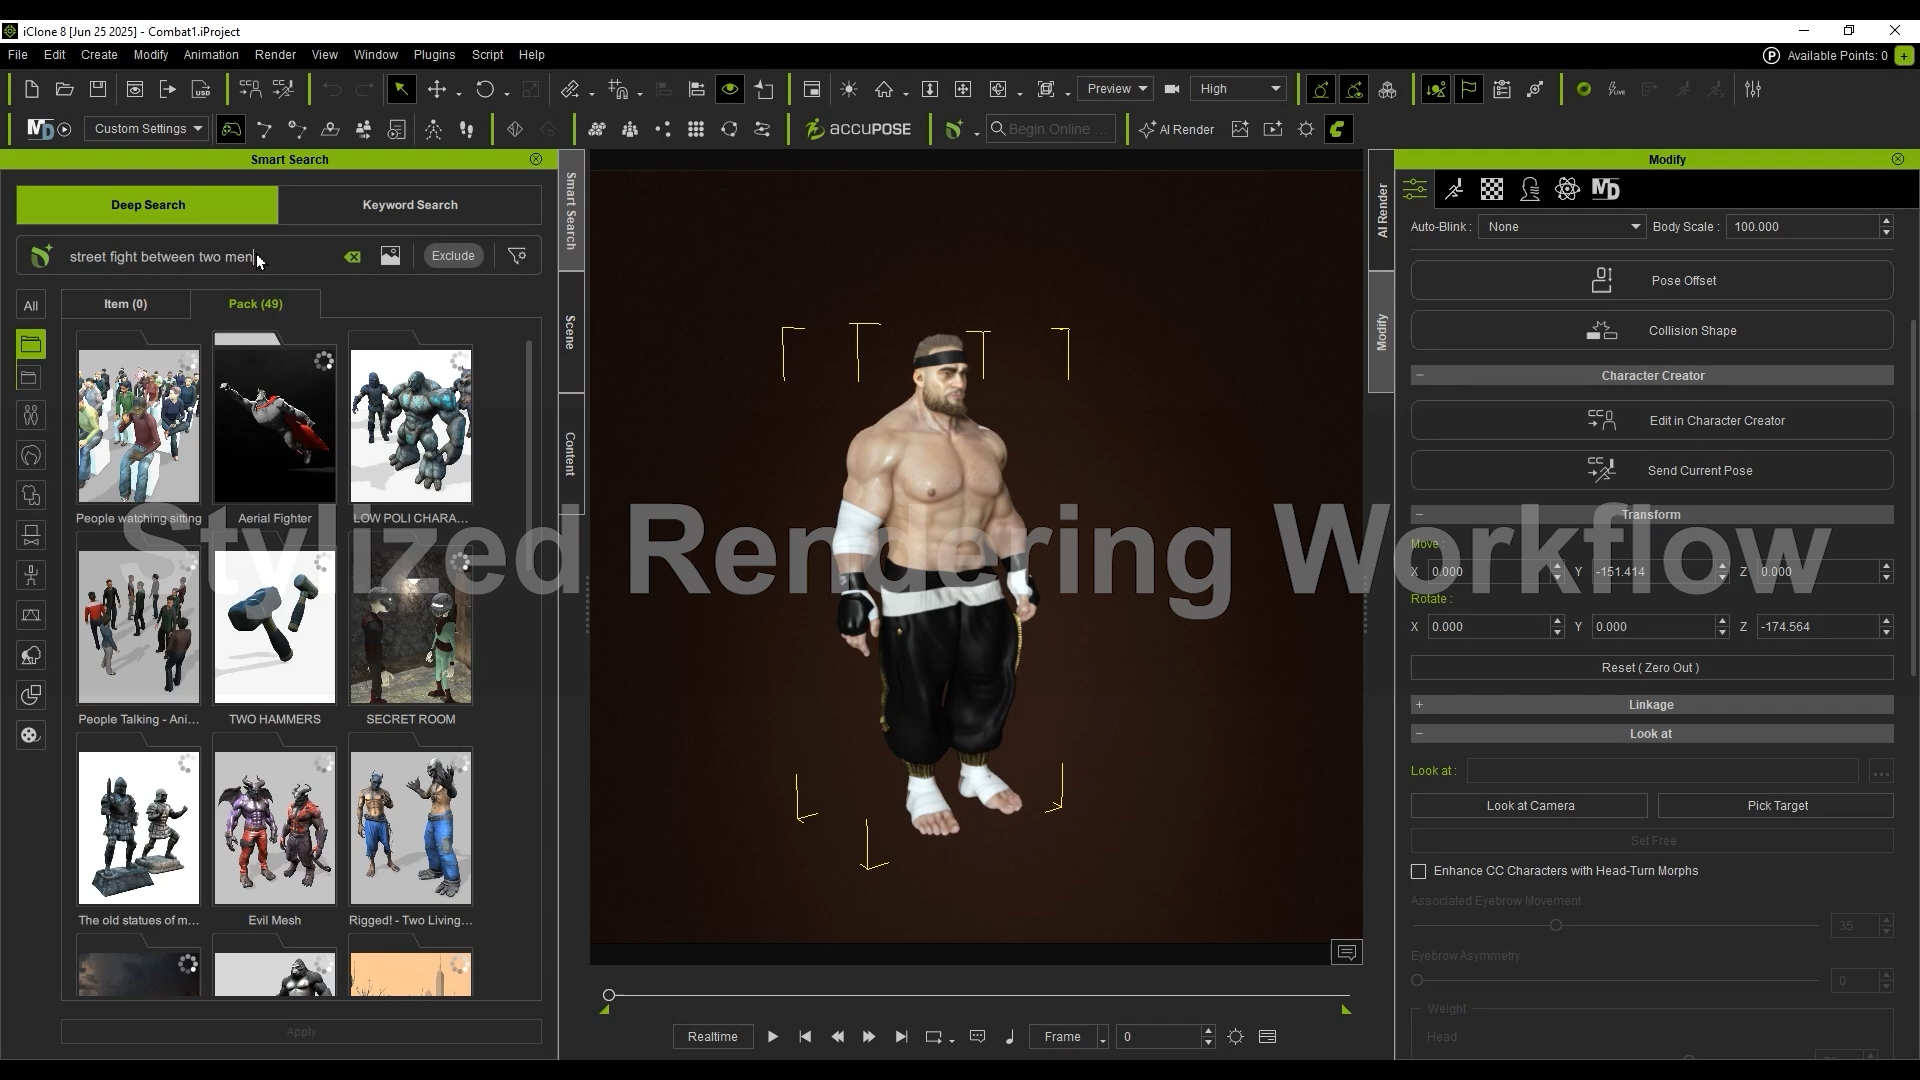 iClone 8 [Jun 25 2025] - Combat1.iProject
File Edit Create Modify Animation Render View Window Plugins Script Help
Available Points: 0
Preview
High
Custom Settings
ACCUPOSE
Begin Online ...
AI Render
Smart Search
Deep Search
Keyword Search
street fight between two men
Exclude
All
Item (0)
Pack (49)
People watching sitting
Aerial Fighter
LOW POLI CHARA...
People Talking - Ani...
TWO HAMMERS
SECRET ROOM
The old statues of m...
Evil Mesh
Rigged! - Two Living...
Apply
Smart Search
Scene
Content
Stylized Rendering Workflow
Realtime
Frame
0
AI Render
Modify
Modify
Auto-Blink : None Body Scale : 100.000
Pose Offset
Collision Shape
Character Creator
Edit in Character Creator
Send Current Pose
Transform
Move :
X 0.000 Y -151.414 Z 0.000
Rotate :
X 0.000 Y 0.000 Z -174.564
Reset ( Zero Out )
Linkage
Look at
Look at :
Look at Camera
Pick Target
Set Free
Enhance CC Characters with Head-Turn Morphs
Associated Eyebrow Movement
35
Eyebrow Asymmetry
0
Weight
Head